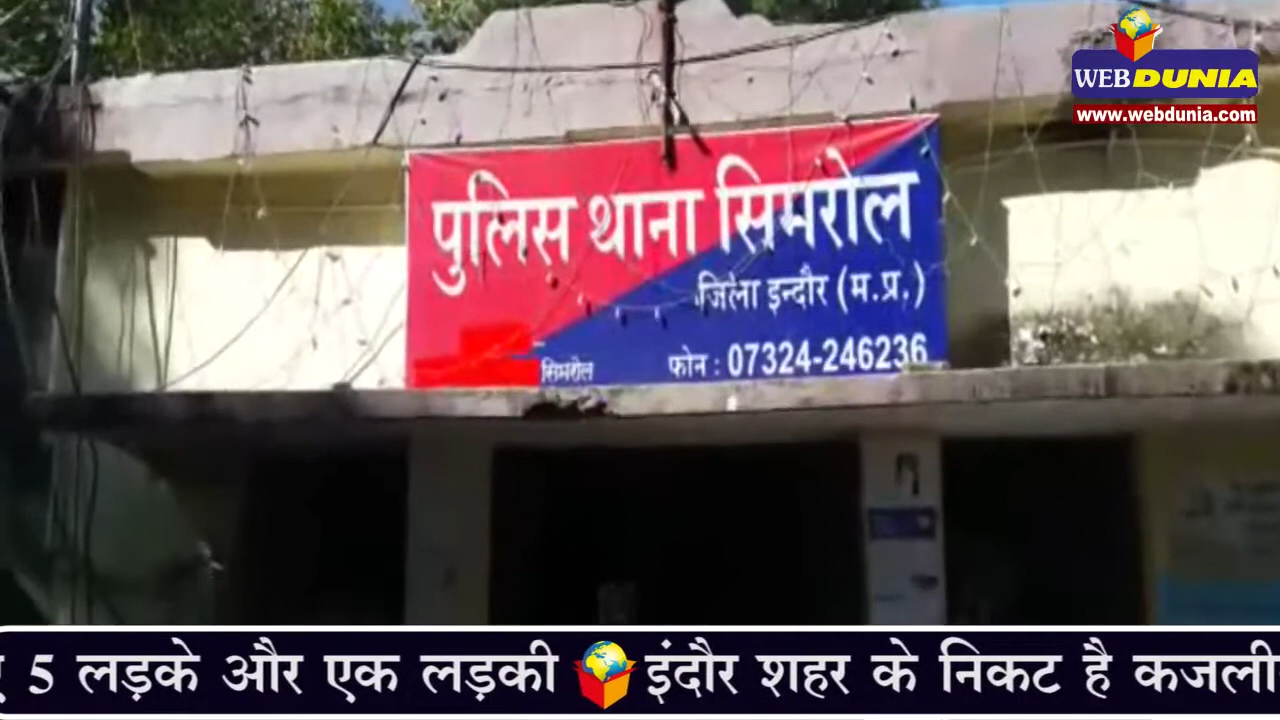 WEBDUNIA
www.webdunia.com
पुलिस थाना सिमरोल
जिला इन्दौर (म.प्र.)
सिमरोल
फोन : 07324-246236
5 लड़के और एक लड़की इंदौर शहर के निकट है कजली